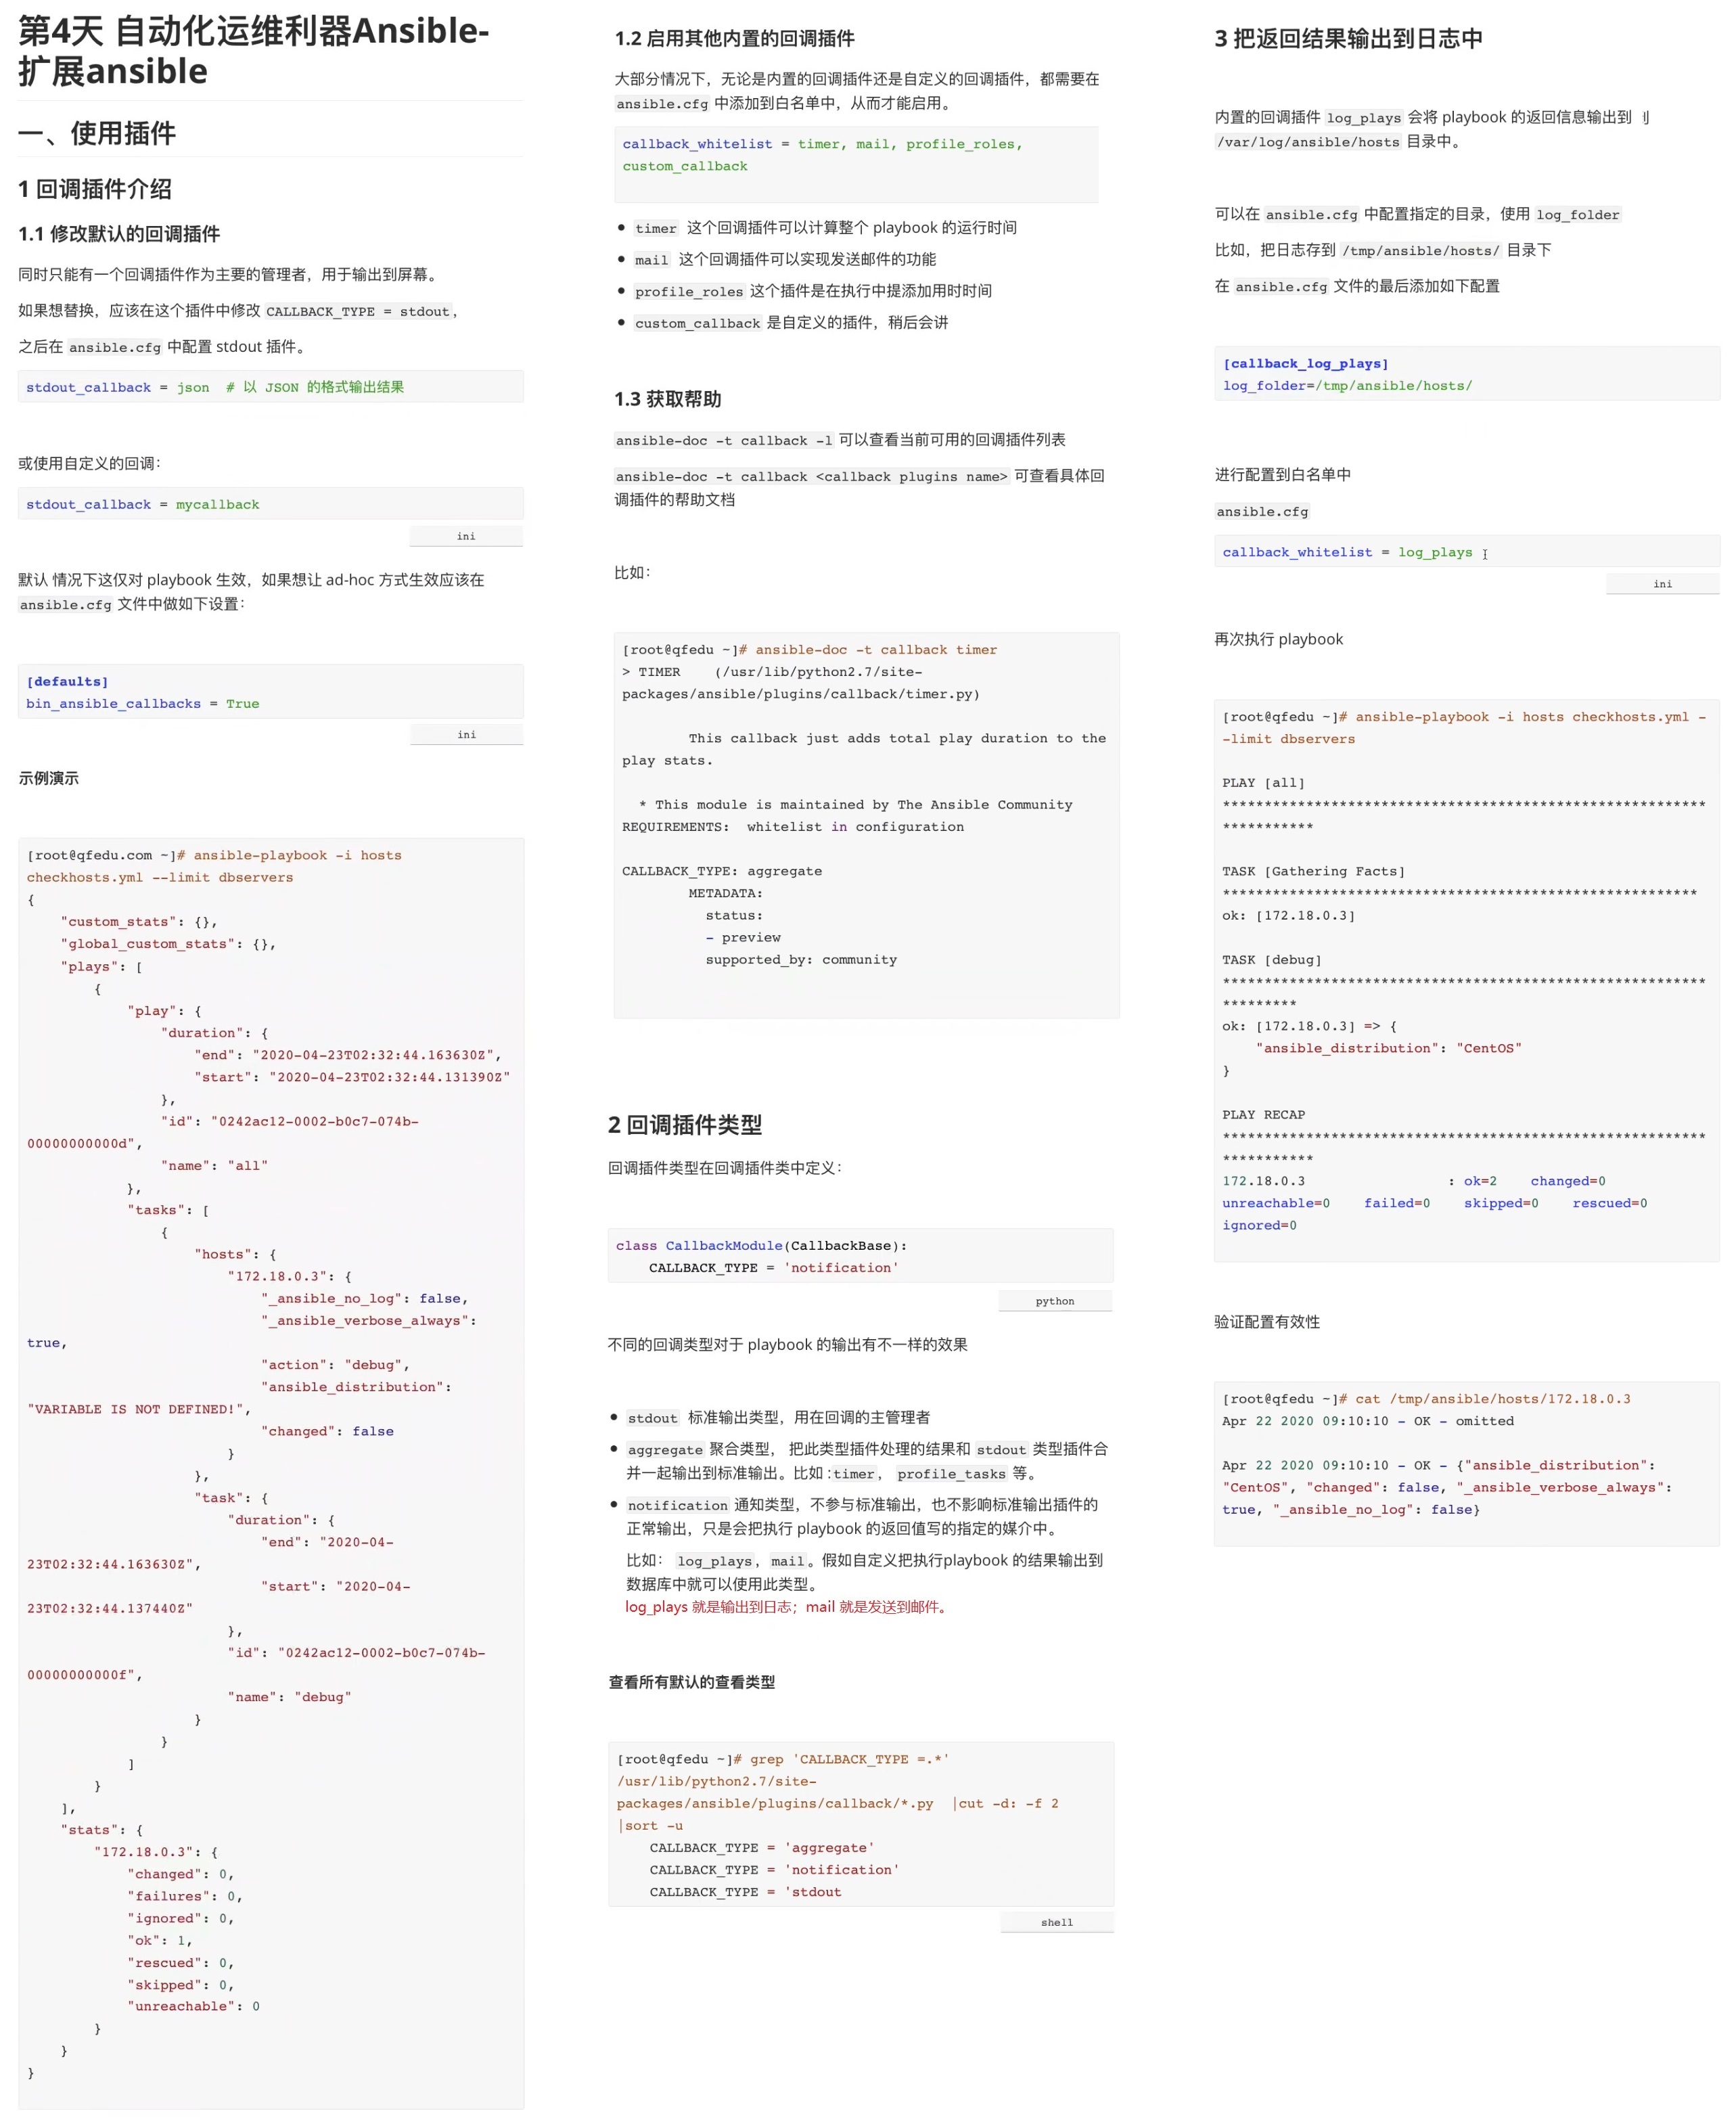 第4天 自动化运维利器Ansible-
扩展ansible
一、使用插件
1 回调插件介绍
1.1 修改默认的回调插件
同时只能有一个回调插件作为主要的管理者，用于输出到屏幕。
如果想替换，应该在这个插件中修改 CALLBACK_TYPE = stdout，
之后在 ansible.cfg 中配置 stdout 插件。
stdout_callback = json  # 以 JSON 的格式输出结果
或使用自定义的回调：
stdout_callback = mycallback
ini
默认 情况下这仅对 playbook 生效，如果想让 ad-hoc 方式生效应该在
ansible.cfg 文件中做如下设置：
[defaults]
bin_ansible_callbacks = True
ini
示例演示
[root@qfedu.com ~]# ansible-playbook -i hosts
checkhosts.yml --limit dbservers
{
    "custom_stats": {},
    "global_custom_stats": {},
    "plays": [
        {
            "play": {
                "duration": {
                    "end": "2020-04-23T02:32:44.163630Z",
                    "start": "2020-04-23T02:32:44.131390Z"
                },
                "id": "0242ac12-0002-b0c7-074b-
00000000000d",
                "name": "all"
            },
            "tasks": [
                {
                    "hosts": {
                        "172.18.0.3": {
                            "_ansible_no_log": false,
                            "_ansible_verbose_always":
true,
                            "action": "debug",
                            "ansible_distribution":
"VARIABLE IS NOT DEFINED!",
                            "changed": false
                        }
                    },
                    "task": {
                        "duration": {
                            "end": "2020-04-
23T02:32:44.163630Z",
                            "start": "2020-04-
23T02:32:44.137440Z"
                        },
                        "id": "0242ac12-0002-b0c7-074b-
00000000000f",
                        "name": "debug"
                    }
                }
            ]
        }
    ],
    "stats": {
        "172.18.0.3": {
            "changed": 0,
            "failures": 0,
            "ignored": 0,
            "ok": 1,
            "rescued": 0,
            "skipped": 0,
            "unreachable": 0
        }
    }
}
1.2 启用其他内置的回调插件
大部分情况下，无论是内置的回调插件还是自定义的回调插件，都需要在
ansible.cfg 中添加到白名单中，从而才能启用。
callback_whitelist = timer, mail, profile_roles,
custom_callback
• timer 这个回调插件可以计算整个 playbook 的运行时间
• mail 这个回调插件可以实现发送邮件的功能
• profile_roles 这个插件是在执行中提添加用时时间
• custom_callback 是自定义的插件，稍后会讲
1.3 获取帮助
ansible-doc -t callback -l 可以查看当前可用的回调插件列表
ansible-doc -t callback <callback plugins name> 可查看具体回
调插件的帮助文档
比如：
[root@qfedu ~]# ansible-doc -t callback timer
> TIMER    (/usr/lib/python2.7/site-
packages/ansible/plugins/callback/timer.py)
        This callback just adds total play duration to the
play stats.
  * This module is maintained by The Ansible Community
REQUIREMENTS:  whitelist in configuration
CALLBACK_TYPE: aggregate
        METADATA:
          status:
          - preview
          supported_by: community
2 回调插件类型
回调插件类型在回调插件类中定义：
class CallbackModule(CallbackBase):
    CALLBACK_TYPE = 'notification'
python
不同的回调类型对于 playbook 的输出有不一样的效果
• stdout 标准输出类型，用在回调的主管理者
• aggregate 聚合类型， 把此类型插件处理的结果和 stdout 类型插件合
并一起输出到标准输出。比如 :timer， profile_tasks 等。
• notification 通知类型，不参与标准输出，也不影响标准输出插件的
正常输出，只是会把执行 playbook 的返回值写的指定的媒介中。
比如： log_plays，mail。假如自定义把执行playbook 的结果输出到
数据库中就可以使用此类型。
log_plays 就是输出到日志；mail 就是发送到邮件。
查看所有默认的查看类型
[root@qfedu ~]# grep 'CALLBACK_TYPE =.*'
/usr/lib/python2.7/site-
packages/ansible/plugins/callback/*.py  |cut -d: -f 2
|sort -u
    CALLBACK_TYPE = 'aggregate'
    CALLBACK_TYPE = 'notification'
    CALLBACK_TYPE = 'stdout
shell
3 把返回结果输出到日志中
内置的回调插件 log_plays 会将 playbook 的返回信息输出到
/var/log/ansible/hosts 目录中。
可以在 ansible.cfg 中配置指定的目录，使用 log_folder
比如，把日志存到 /tmp/ansible/hosts/ 目录下
在 ansible.cfg 文件的最后添加如下配置
[callback_log_plays]
log_folder=/tmp/ansible/hosts/
进行配置到白名单中
ansible.cfg
callback_whitelist = log_plays
ini
再次执行 playbook
[root@qfedu ~]# ansible-playbook -i hosts checkhosts.yml -
-limit dbservers
PLAY [all]
**********************************************************
***********
TASK [Gathering Facts]
*********************************************************
ok: [172.18.0.3]
TASK [debug]
**********************************************************
*********
ok: [172.18.0.3] => {
    "ansible_distribution": "CentOS"
}
PLAY RECAP
**********************************************************
***********
172.18.0.3                 : ok=2    changed=0
unreachable=0    failed=0    skipped=0    rescued=0
ignored=0
验证配置有效性
[root@qfedu ~]# cat /tmp/ansible/hosts/172.18.0.3
Apr 22 2020 09:10:10 - OK - omitted
Apr 22 2020 09:10:10 - OK - {"ansible_distribution":
"CentOS", "changed": false, "_ansible_verbose_always":
true, "_ansible_no_log": false}